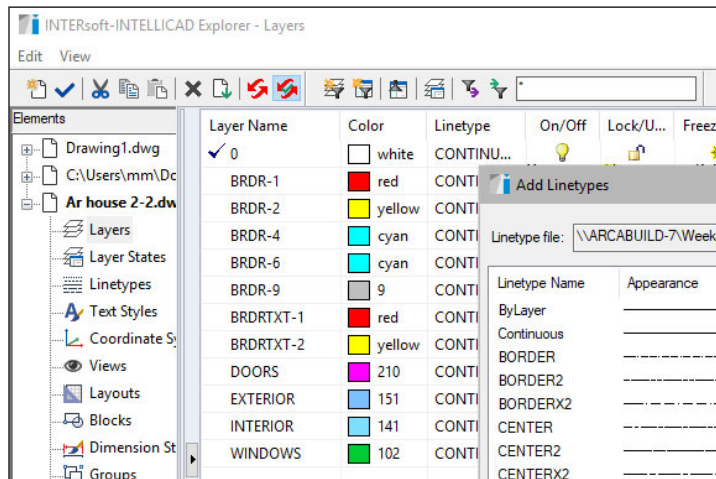 INTERsoft-INTELLICAD Explorer - Layers
Edit View
*
Elements
Drawing1.dwg
C:\Users\mm\Dc
Ar house 2-2.dw
Layers
Layer States
Linetypes
Text Styles
Coordinate Sy
Views
Layouts
Blocks
Dimension St
Groups
Layer Name Color Linetype On/Off Lock/U... Freez
0 white CONTINU...
BRDR-1 red CONTI
BRDR-2 yellow CONTI
BRDR-4 cyan CONTI
BRDR-6 cyan CONTI
BRDR-9 9 CONTI
BRDRTXT-1 red CONTI
BRDRTXT-2 yellow CONTI
DOORS 210 CONTI
EXTERIOR 151 CONTI
INTERIOR 141 CONTI
WINDOWS 102 CONTI
Add Linetypes
Linetype file: \\ARCABUILD-7\Week
Linetype Name Appearance
ByLayer
Continuous
BORDER
BORDER2
BORDERX2
CENTER
CENTER2
CENTERX2